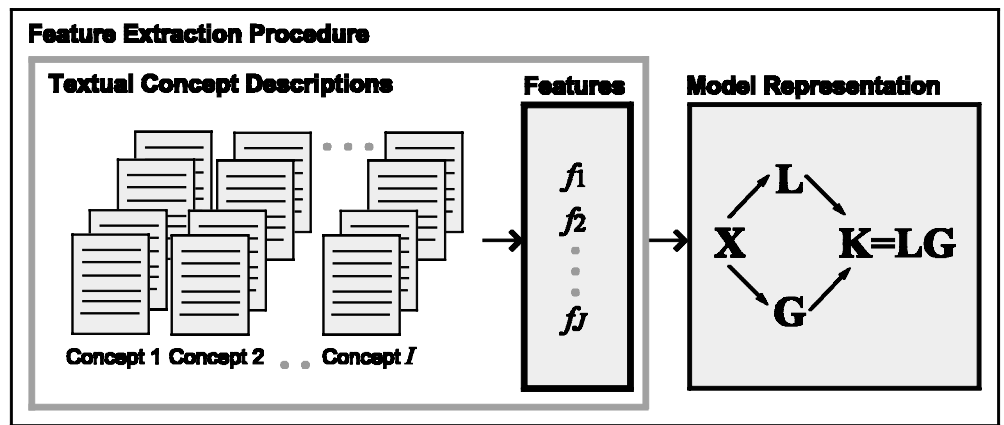 Feature Extraction Procedure
Textual Concept Descriptions
Features
Model Representation
f1
f2
fJ
L
X
K=LG
G
Concept 1 Concept 2 Concept I